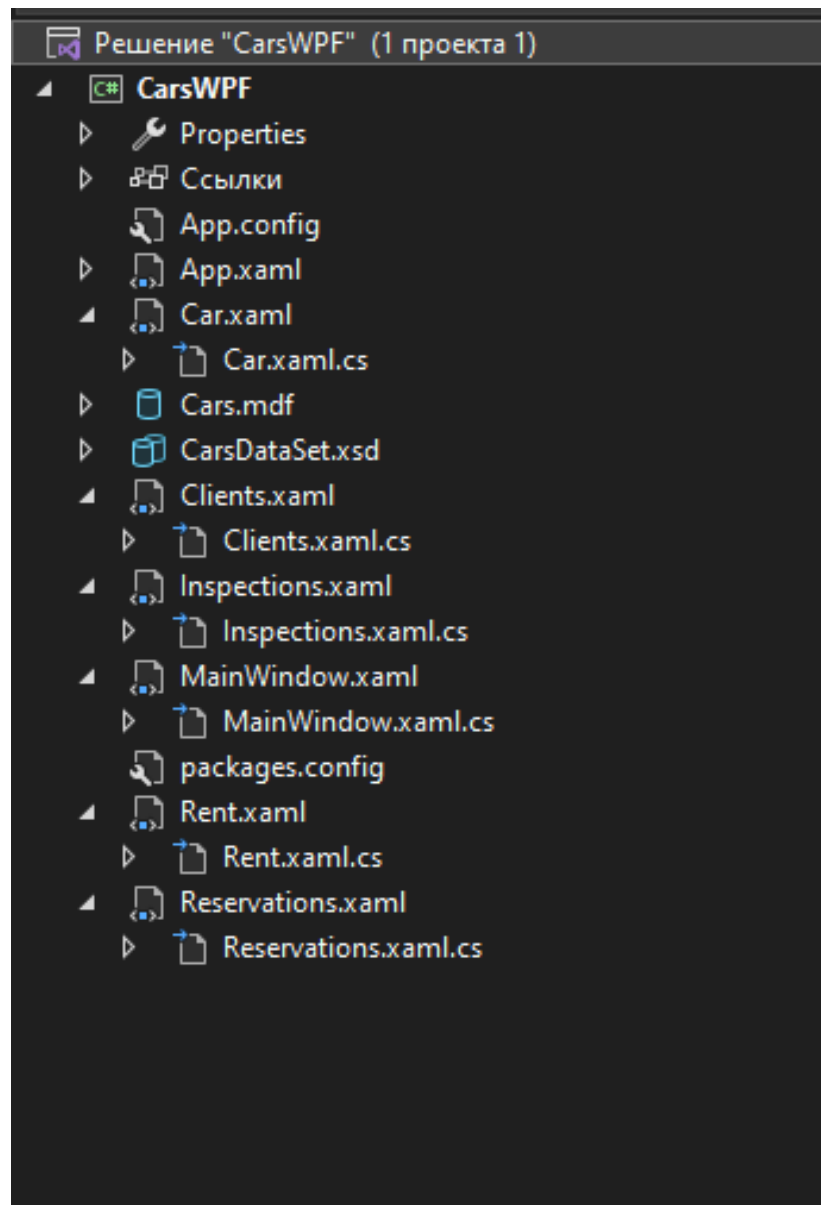 Решение "CarsWPF" (1 проекта 1)
C# CarsWPF
Properties
Ссылки
App.config
App.xaml
Car.xaml
Car.xaml.cs
Cars.mdf
CarsDataSet.xsd
Clients.xaml
Clients.xaml.cs
Inspections.xaml
Inspections.xaml.cs
MainWindow.xaml
MainWindow.xaml.cs
packages.config
Rent.xaml
Rent.xaml.cs
Reservations.xaml
Reservations.xaml.cs